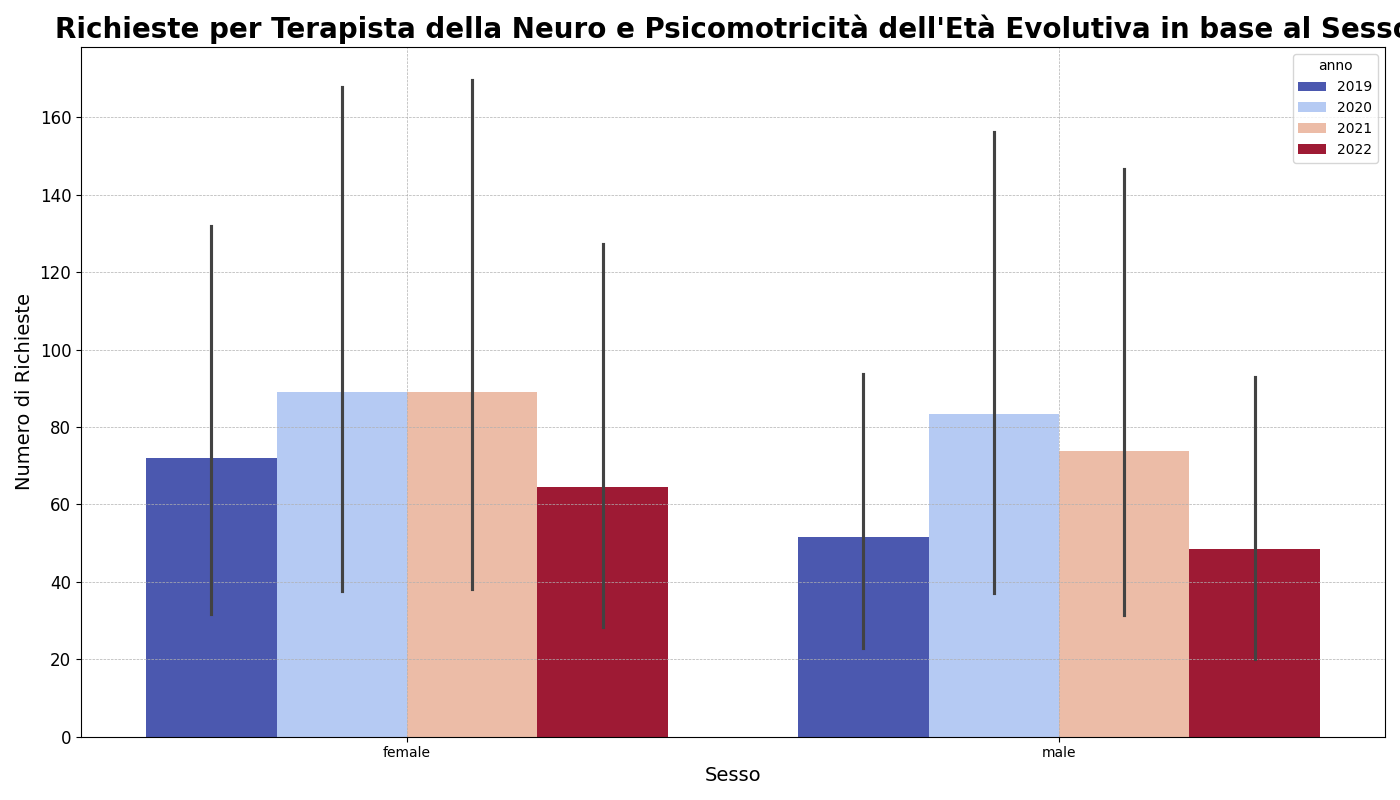 Richieste per Terapista della Neuro e Psicomotricità dell'Età Evolutiva in base al Sesso
anno
2019
2020
2021
2022
160
140
120
100
80
60
40
20
0
Numero di Richieste
female
male
Sesso